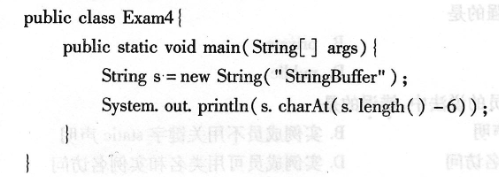 public class Exam4{
public static void main(String[ ] args){
String s = new String("StringBuffer");
System. out. println(s. charAt(s. length() -6));
}
}